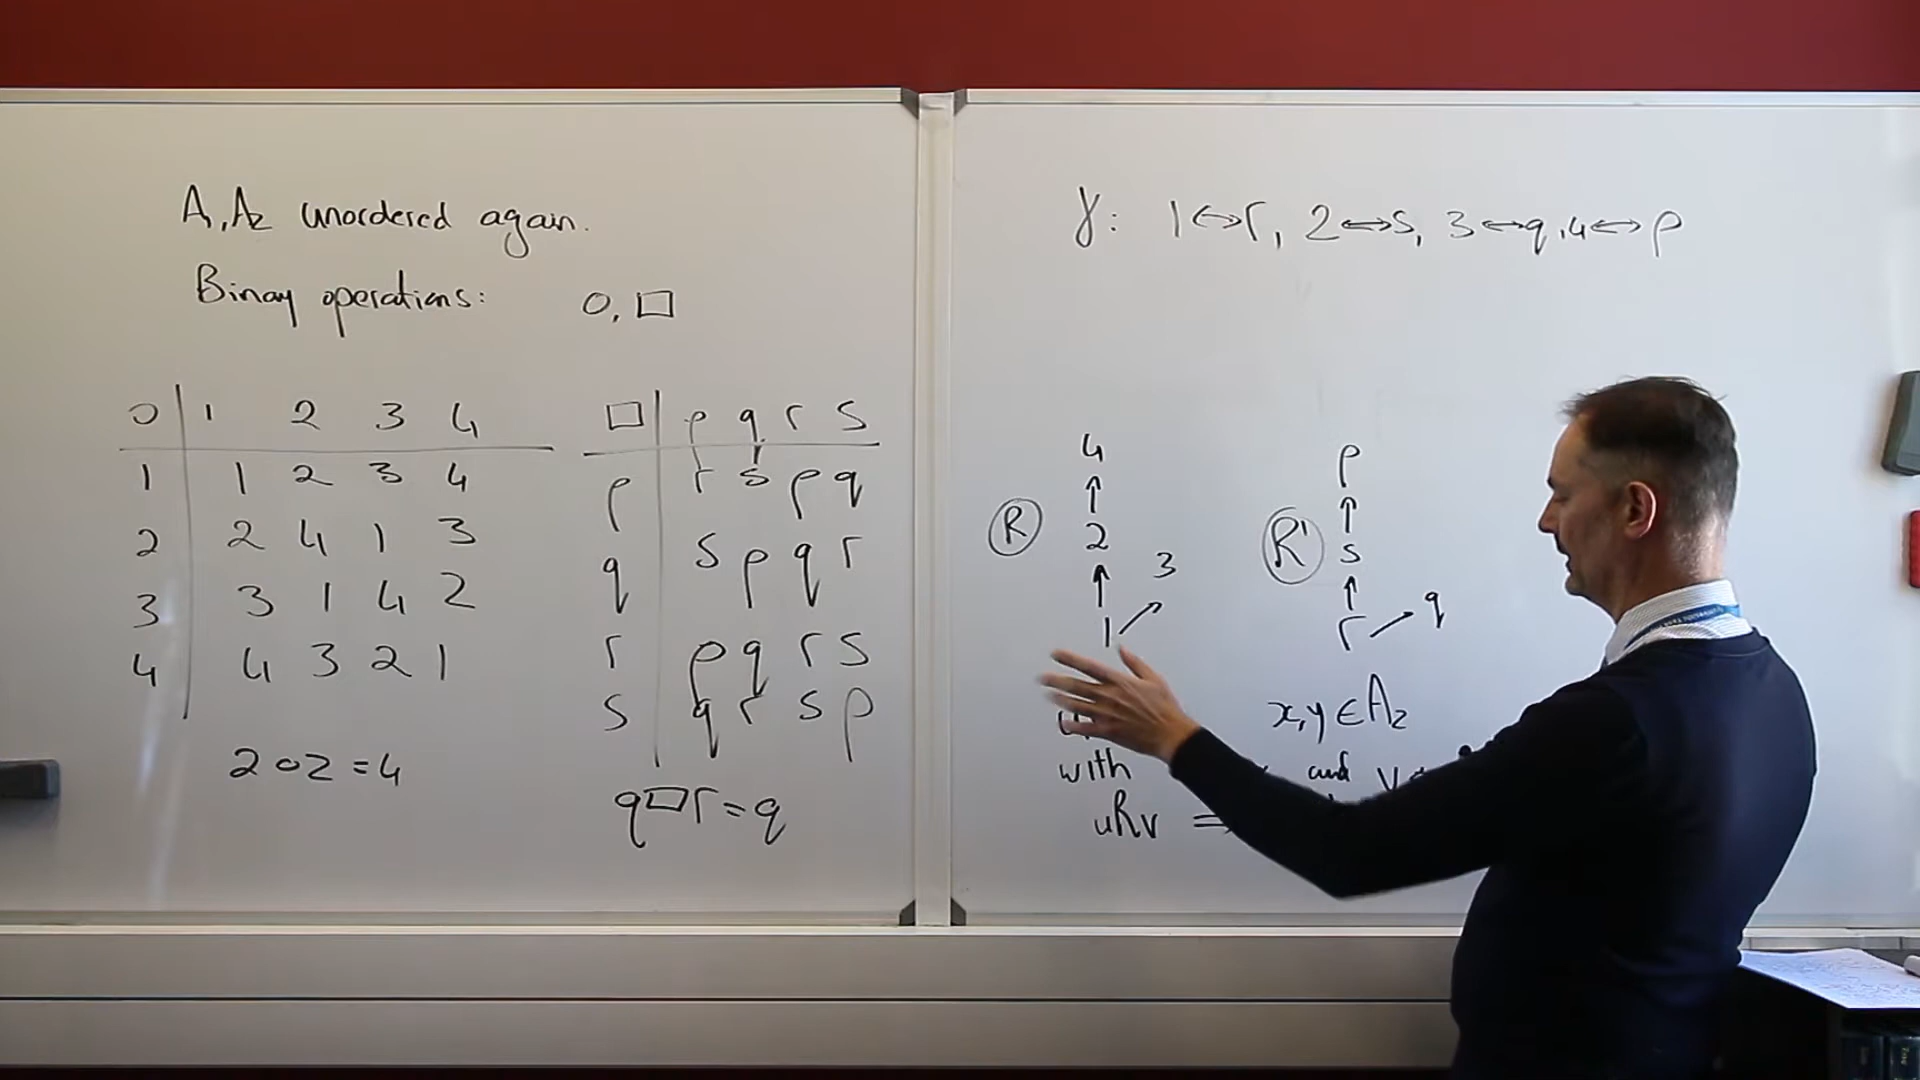 A₁, A₂ unordered again.
Binary operations: o, □
o | 1 2 3 4
1 | 1 2 3 4
2 | 2 4 1 3
3 | 3 1 4 2
4 | 4 3 2 1
2 o 2 = 4
□ | p q r s
p | r s p q
q | s p q r
r | p q r s
s | q r s p
q □ r = q
γ: 1 ↔ r, 2 ↔ s, 3 ↔ q, 4 ↔ p
4
↑
R 2 3
↑ ↗
1
p
↑
R' s
↑ q
r ↗
x, y ∈ A₂
with and
uRv ⇒